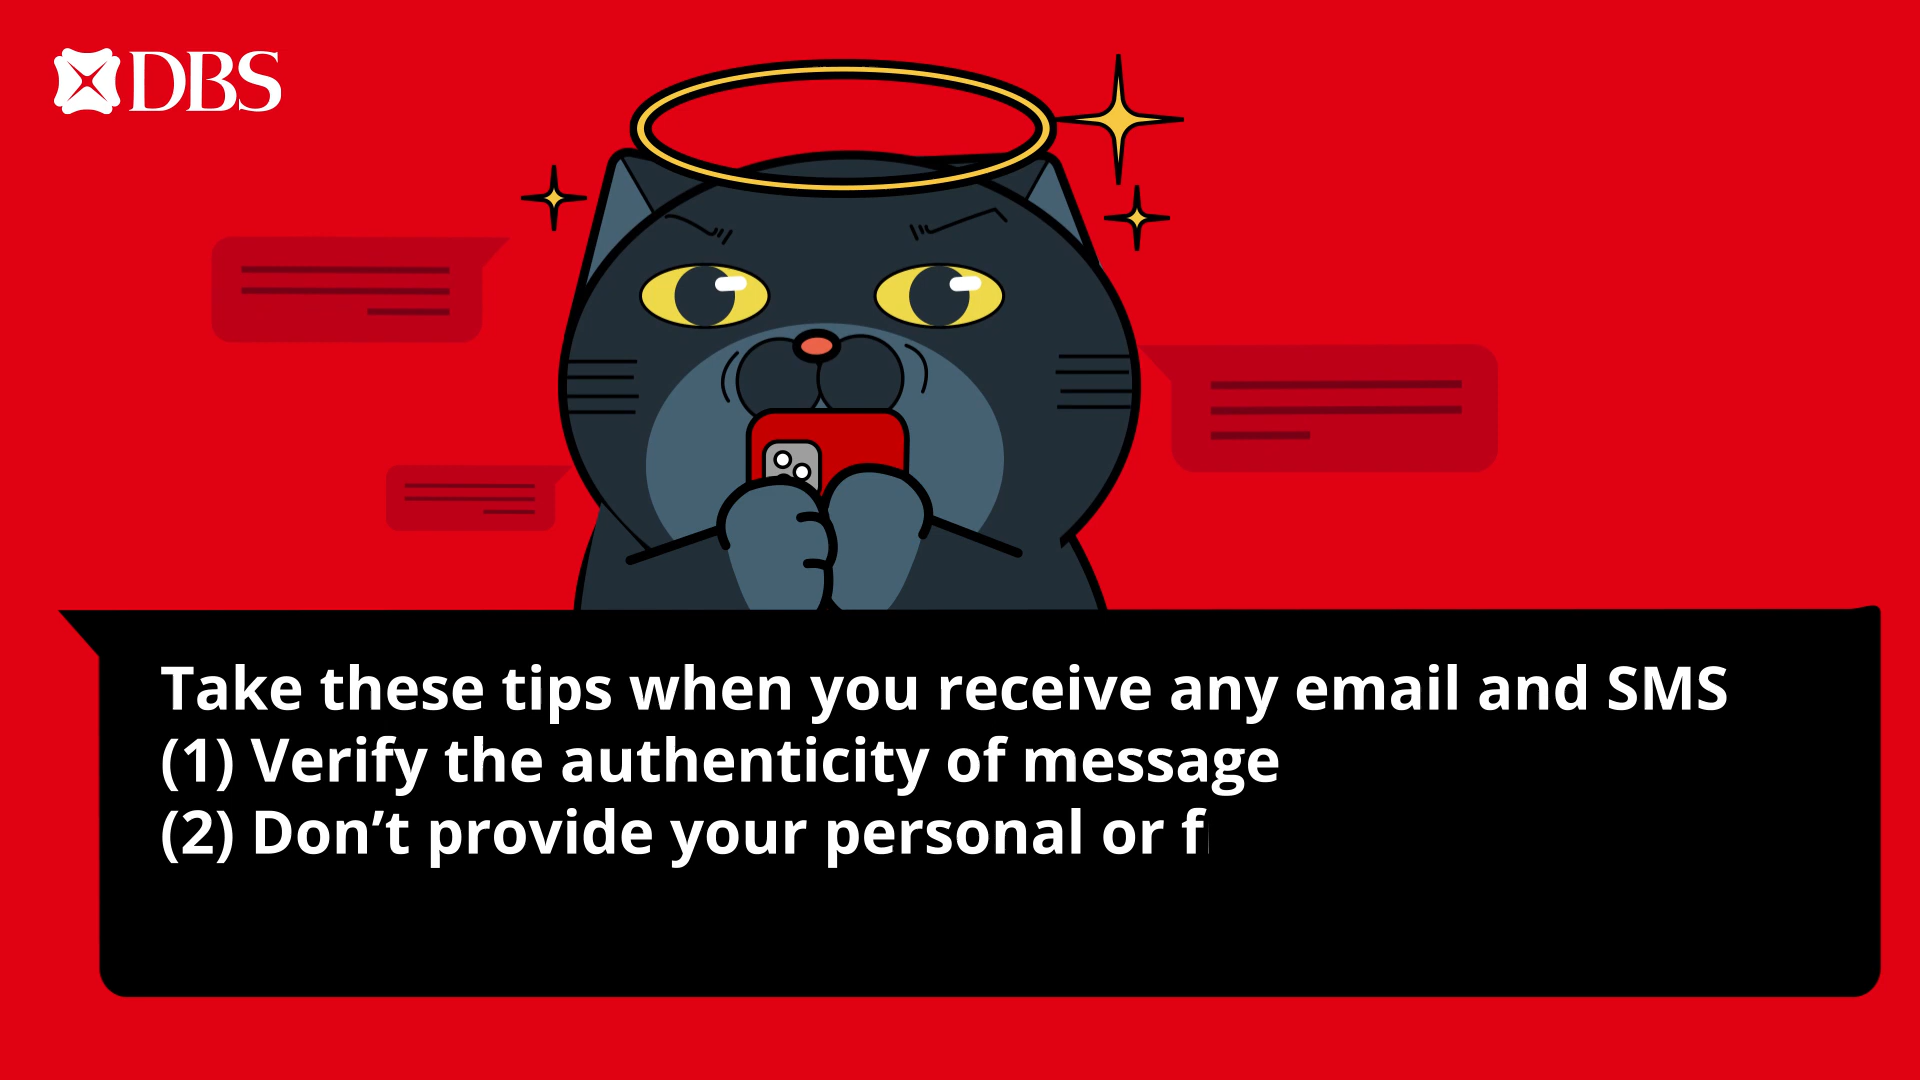 DBS
Take these tips when you receive any email and SMS
(1) Verify the authenticity of message
(2) Don’t provide your personal or f